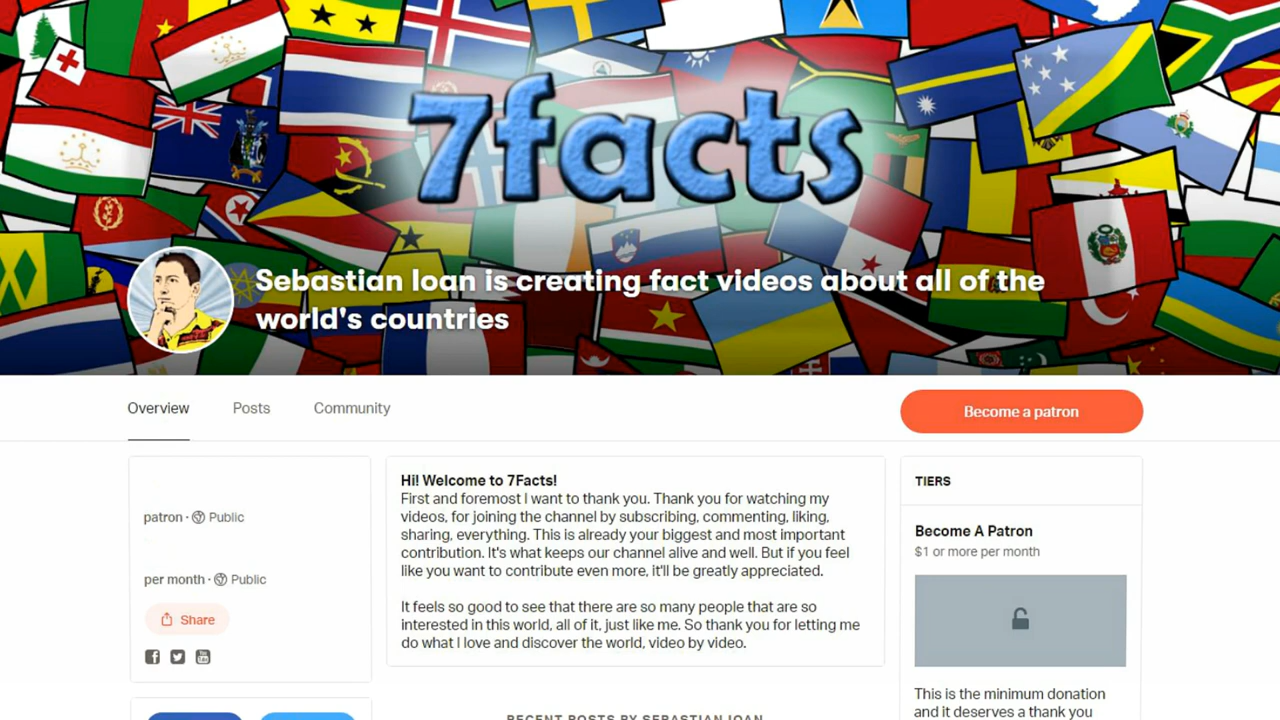 7facts
Sebastian Ioan is creating fact videos about all of the
world's countries
Overview
Posts
Community
Become a patron
patron · Public
per month · Public
Share
Hi! Welcome to 7Facts!
First and foremost I want to thank you. Thank you for watching my
videos, for joining the channel by subscribing, commenting, liking,
sharing, everything. This is already your biggest and most important
contribution. It's what keeps our channel alive and well. But if you feel
like you want to contribute even more, it'll be greatly appreciated.
It feels so good to see that there are so many people that are so
interested in this world, all of it, just like me. So thank you for letting me
do what I love and discover the world, video by video.
RECENT POSTS BY SEBASTIAN IOAN
TIERS
Become A Patron
$1 or more per month
This is the minimum donation
and it deserves a thank you